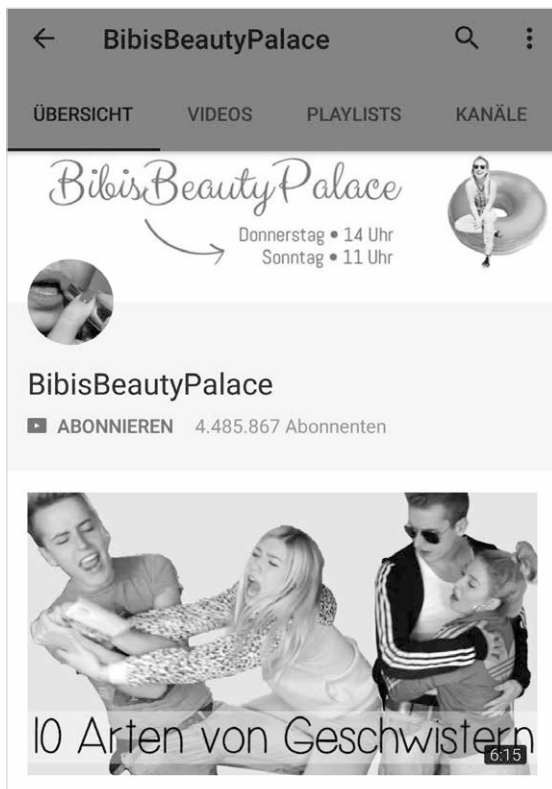 BibisBeautyPalace
ÜBERSICHT VIDEOS PLAYLISTS KANÄLE
BibisBeautyPalace
Donnerstag • 14 Uhr
Sonntag • 11 Uhr
BibisBeautyPalace
ABONNIEREN 4.485.867 Abonnenten
10 Arten von Geschwistern
6:15